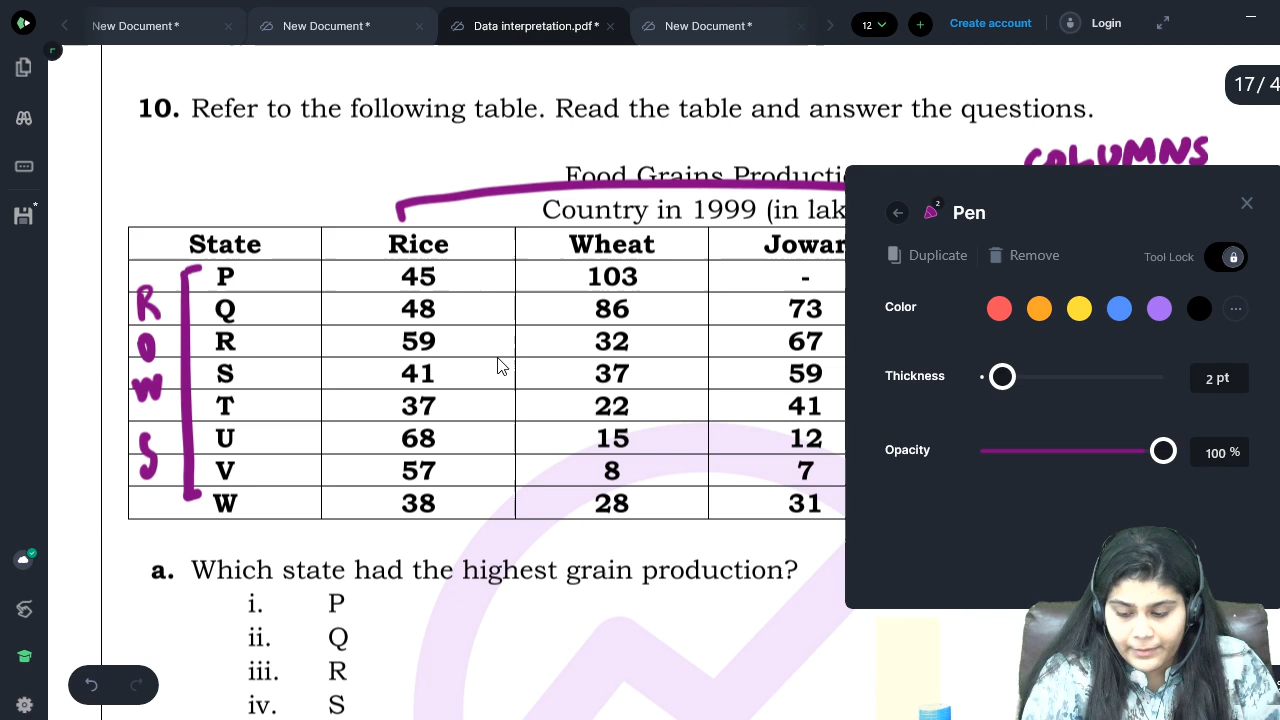 New Document *
New Document *
Data interpretation.pdf *
New Document *
12
Create account
Login
17/4
10. Refer to the following table. Read the table and answer the questions.
COLUMNS
Food Grains Producti
Country in 1999 (in lak
State Rice Wheat Jowar
P 45 103 -
Q 48 86 73
R 59 32 67
S 41 37 59
T 37 22 41
U 68 15 12
V 57 8 7
W 38 28 31
ROWS
a. Which state had the highest grain production?
i. P
ii. Q
iii. R
iv. S
2
Pen
Duplicate
Remove
Tool Lock
Color
Thickness
2 pt
Opacity
100 %